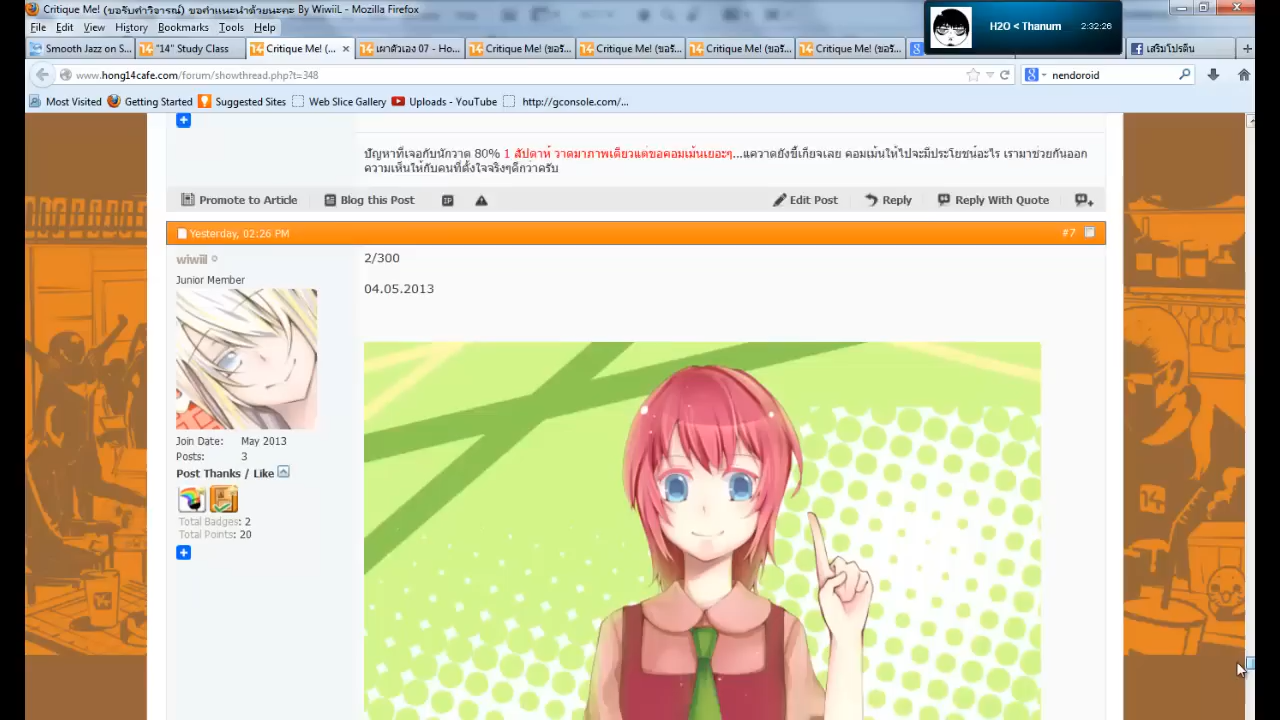 Critique Me! (ขอรับคำวิจารณ์) ขอคำแนะนำด้วยนะคะ By WiwiiL - Mozilla Firefox
File Edit View History Bookmarks Tools Help
H2O < Thanum 2:32:26
Smooth Jazz on S... "14" Study Class Critique Me! (... × เผาตัวเอง 07 - Ho... Critique Me! (ขอรั... Critique Me! (ขอรั... Critique Me! (ขอรั... Critique Me! (ขอรั... เสริมโปรตีน
www.hong14cafe.com/forum/showthread.php?t=348 nendoroid
Most Visited Getting Started Suggested Sites Web Slice Gallery Uploads - YouTube http://gconsole.com/...
ปัญหาที่เจอกับนักวาด 80% 1 สัปดาห์ วาดมาภาพเดียวแต่ขอคอมเม้นเยอะๆ...แค่วาดยังขี้เกียจเลย คอมเม้นให้ไปจะมีประโยชน์อะไร เรามาช่วยกันออก
ความเห็นให้กับคนที่ตั้งใจจริงๆดีกว่าครับ
Promote to Article Blog this Post Edit Post Reply Reply With Quote
Yesterday, 02:26 PM #7
wiwiil
Junior Member
2/300
04.05.2013
Join Date: May 2013
Posts: 3
Post Thanks / Like
Total Badges: 2
Total Points: 20